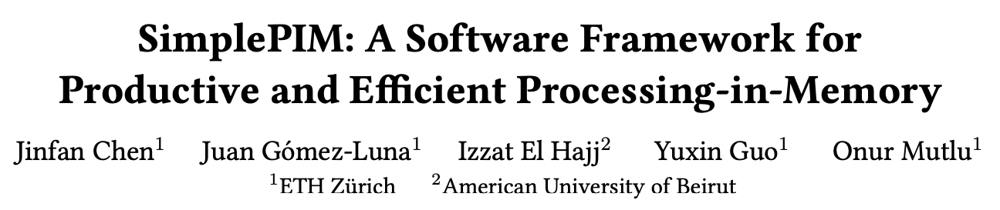 SimplePIM: A Software Framework for
Productive and Efficient Processing-in-Memory
Jinfan Chen¹ Juan Gómez-Luna¹ Izzat El Hajj² Yuxin Guo¹ Onur Mutlu¹
¹ETH Zürich ²American University of Beirut